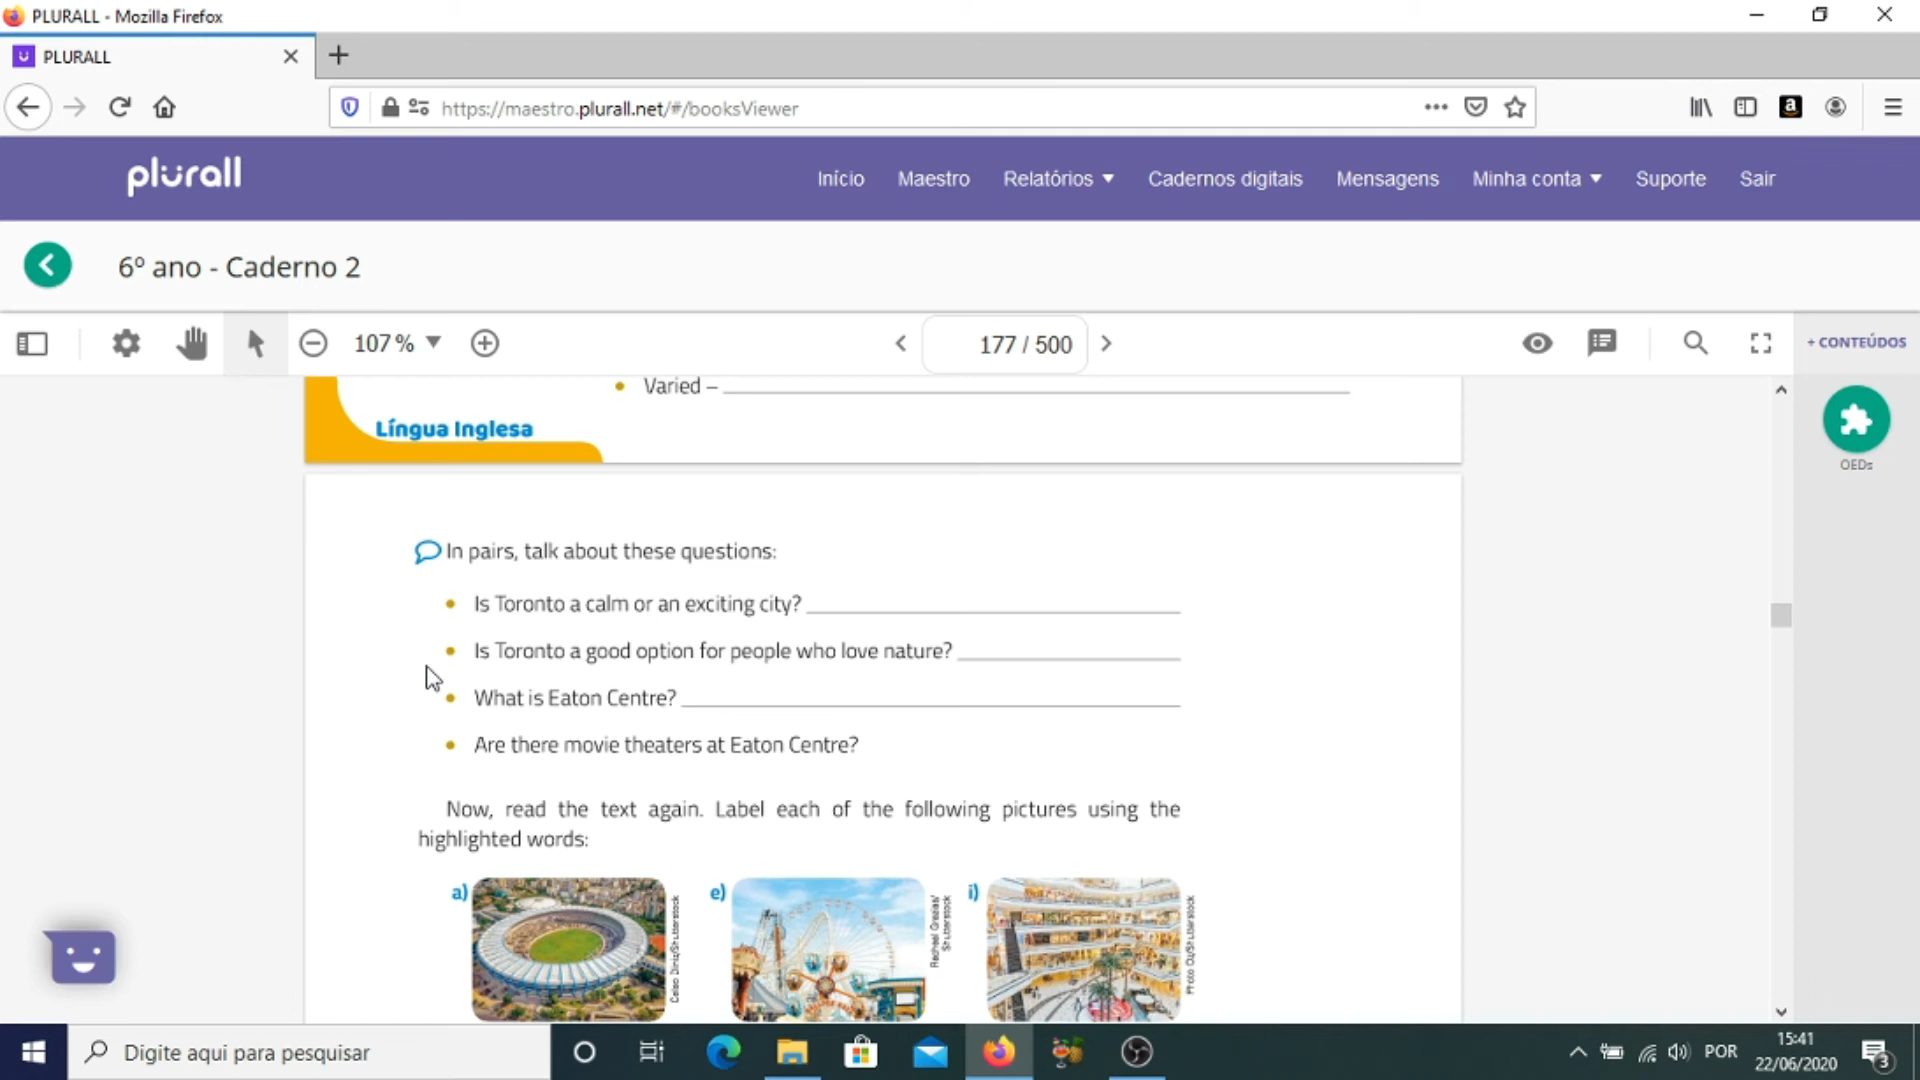 PLURALL - Mozilla Firefox
PLURALL
https://maestro.plurall.net/#/booksViewer
plurall
Início Maestro Relatórios Cadernos digitais Mensagens Minha conta Suporte Sair
6º ano - Caderno 2
107 % 177 / 500 + CONTEÚDOS
Varied –
Língua Inglesa
OEDs
In pairs, talk about these questions:
Is Toronto a calm or an exciting city?
Is Toronto a good option for people who love nature?
What is Eaton Centre?
Are there movie theaters at Eaton Centre?
Now, read the text again. Label each of the following pictures using the
highlighted words:
a) e) i)
Shutterstock
Digite aqui para pesquisar
POR
15:41
22/06/2020
3